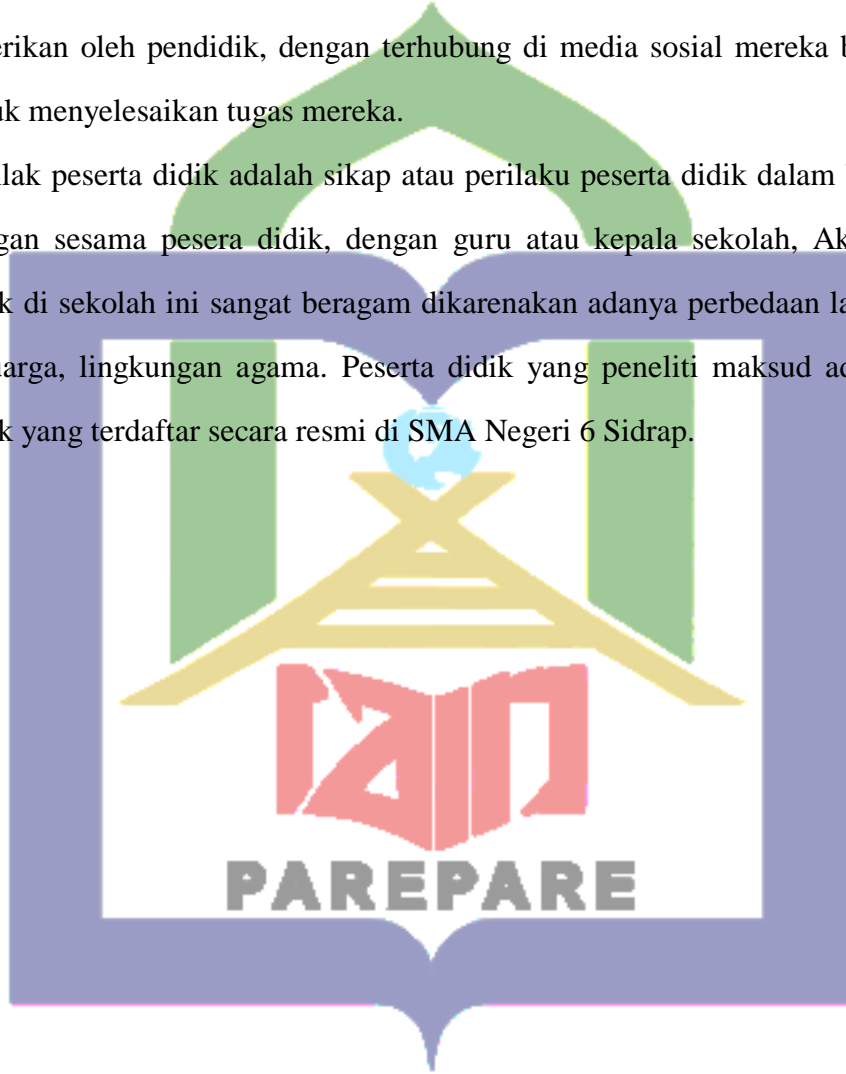 erikan oleh pendidik, dengan terhubung di media sosial mereka b
uk menyelesaikan tugas mereka.
lak peserta didik adalah sikap atau perilaku peserta didik dalam
gan sesama pesera didik, dengan guru atau kepala sekolah, Ak
k di sekolah ini sangat beragam dikarenakan adanya perbedaan la
uarga, lingkungan agama. Peserta didik yang peneliti maksud ad
k yang terdaftar secara resmi di SMA Negeri 6 Sidrap.
iain
PAREPARE